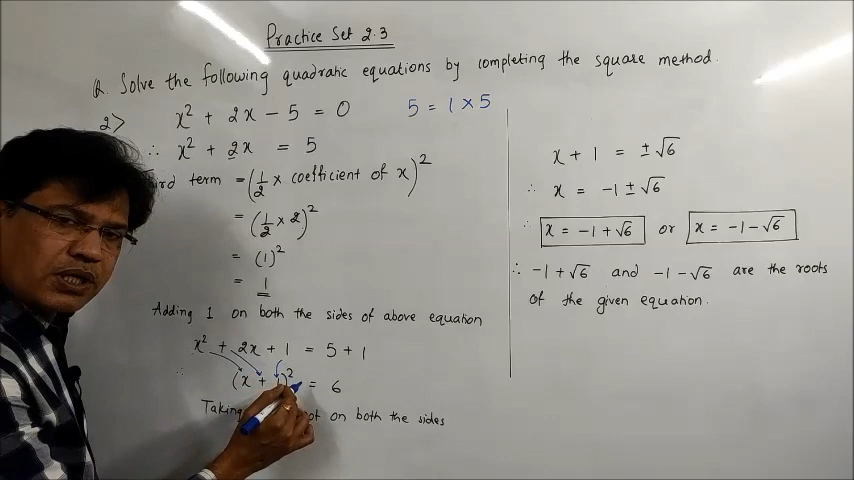 Practice Set 2.3
Q. Solve the following quadratic equations by completing the square method.
2> x² + 2x - 5 = 0 5 = 1 × 5
∴ x² + 2x = 5
term = (1/2 × coefficient of x)²
= (1/2 × 2)²
= (1)²
= 1
Adding 1 on both the sides of above equation
x² + 2x + 1 = 5 + 1
∴ (x + 1)² = 6
Taking on both the sides
x + 1 = ± √6
∴ x = -1 ± √6
∴ x = -1 + √6 or x = -1 - √6
∴ -1 + √6 and -1 - √6 are the roots
of the given equation.